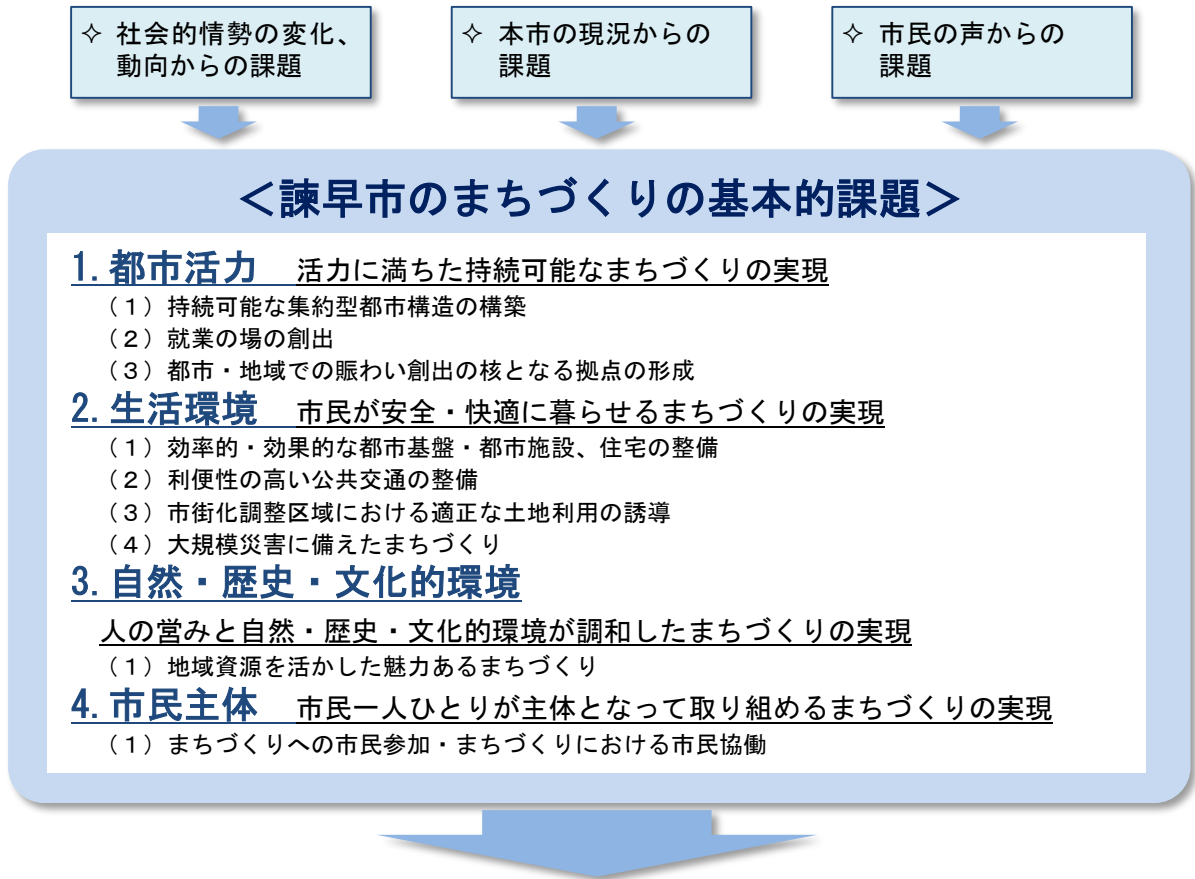 ✧ 社会的情勢の変化、
動向からの課題
✧ 本市の現況からの
課題
✧ 市民の声からの
課題
＜諫早市のまちづくりの基本的課題＞
1. 都市活力　活力に満ちた持続可能なまちづくりの実現
（１）持続可能な集約型都市構造の構築
（２）就業の場の創出
（３）都市・地域での賑わい創出の核となる拠点の形成
2. 生活環境　市民が安全・快適に暮らせるまちづくりの実現
（１）効率的・効果的な都市基盤・都市施設、住宅の整備
（２）利便性の高い公共交通の整備
（３）市街化調整区域における適正な土地利用の誘導
（４）大規模災害に備えたまちづくり
3. 自然・歴史・文化的環境
人の営みと自然・歴史・文化的環境が調和したまちづくりの実現
（１）地域資源を活かした魅力あるまちづくり
4. 市民主体　市民一人ひとりが主体となって取り組めるまちづくりの実現
（１）まちづくりへの市民参加・まちづくりにおける市民協働